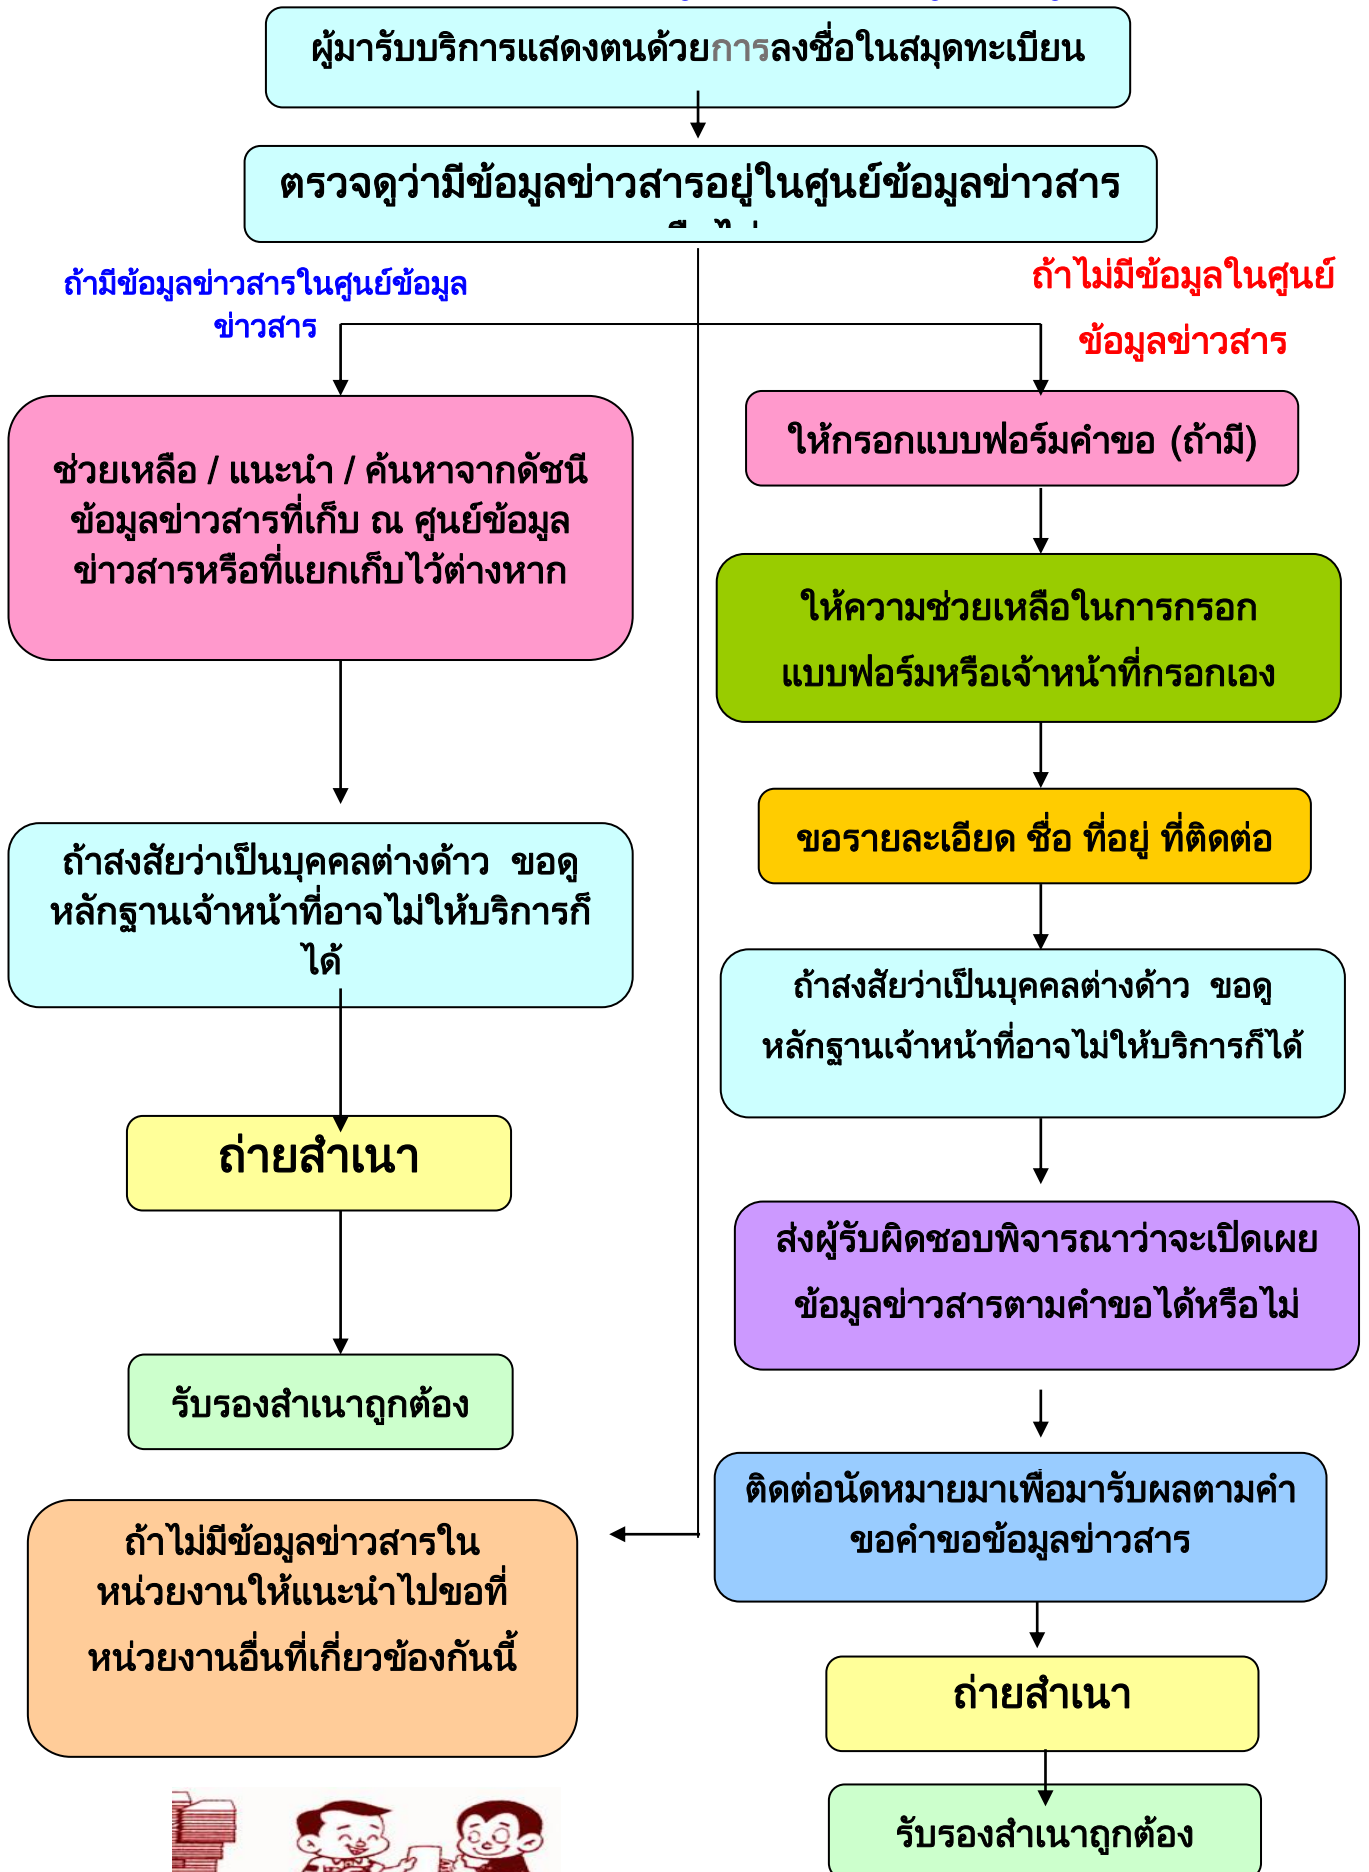 ผู้มารับบริการแสดงตนด้วยการลงชื่อในสมุดทะเบียน
ตรวจดูว่ามีข้อมูลข่าวสารอยู่ในศูนย์ข้อมูลข่าวสาร
ถ้ามีข้อมูลข่าวสารในศูนย์ข้อมูล
ข่าวสาร
ถ้าไม่มีข้อมูลในศูนย์
ข้อมูลข่าวสาร
ช่วยเหลือ / แนะนำ / ค้นหาจากดัชนี
ข้อมูลข่าวสารที่เก็บ ณ ศูนย์ข้อมูล
ข่าวสารหรือที่แยกเก็บไว้ต่างหาก
ถ้าสงสัยว่าเป็นบุคคลต่างด้าว ขอดู
หลักฐานเจ้าหน้าที่อาจไม่ให้บริการก็
ได้
ถ่ายสำเนา
รับรองสำเนาถูกต้อง
ถ้าไม่มีข้อมูลข่าวสารใน
หน่วยงานให้แนะนำไปขอที่
หน่วยงานอื่นที่เกี่ยวข้องกันนี้
ให้กรอกแบบฟอร์มคำขอ (ถ้ามี)
ให้ความช่วยเหลือในการกรอก
แบบฟอร์มหรือเจ้าหน้าที่กรอกเอง
ขอรายละเอียด ชื่อ ที่อยู่ ที่ติดต่อ
ถ้าสงสัยว่าเป็นบุคคลต่างด้าว ขอดู
หลักฐานเจ้าหน้าที่อาจไม่ให้บริการก็ได้
ส่งผู้รับผิดชอบพิจารณาว่าจะเปิดเผย
ข้อมูลข่าวสารตามคำขอได้หรือไม่
ติดต่อนัดหมายมาเพื่อมารับผลตามคำ
ขอคำขอข้อมูลข่าวสาร
ถ่ายสำเนา
รับรองสำเนาถูกต้อง